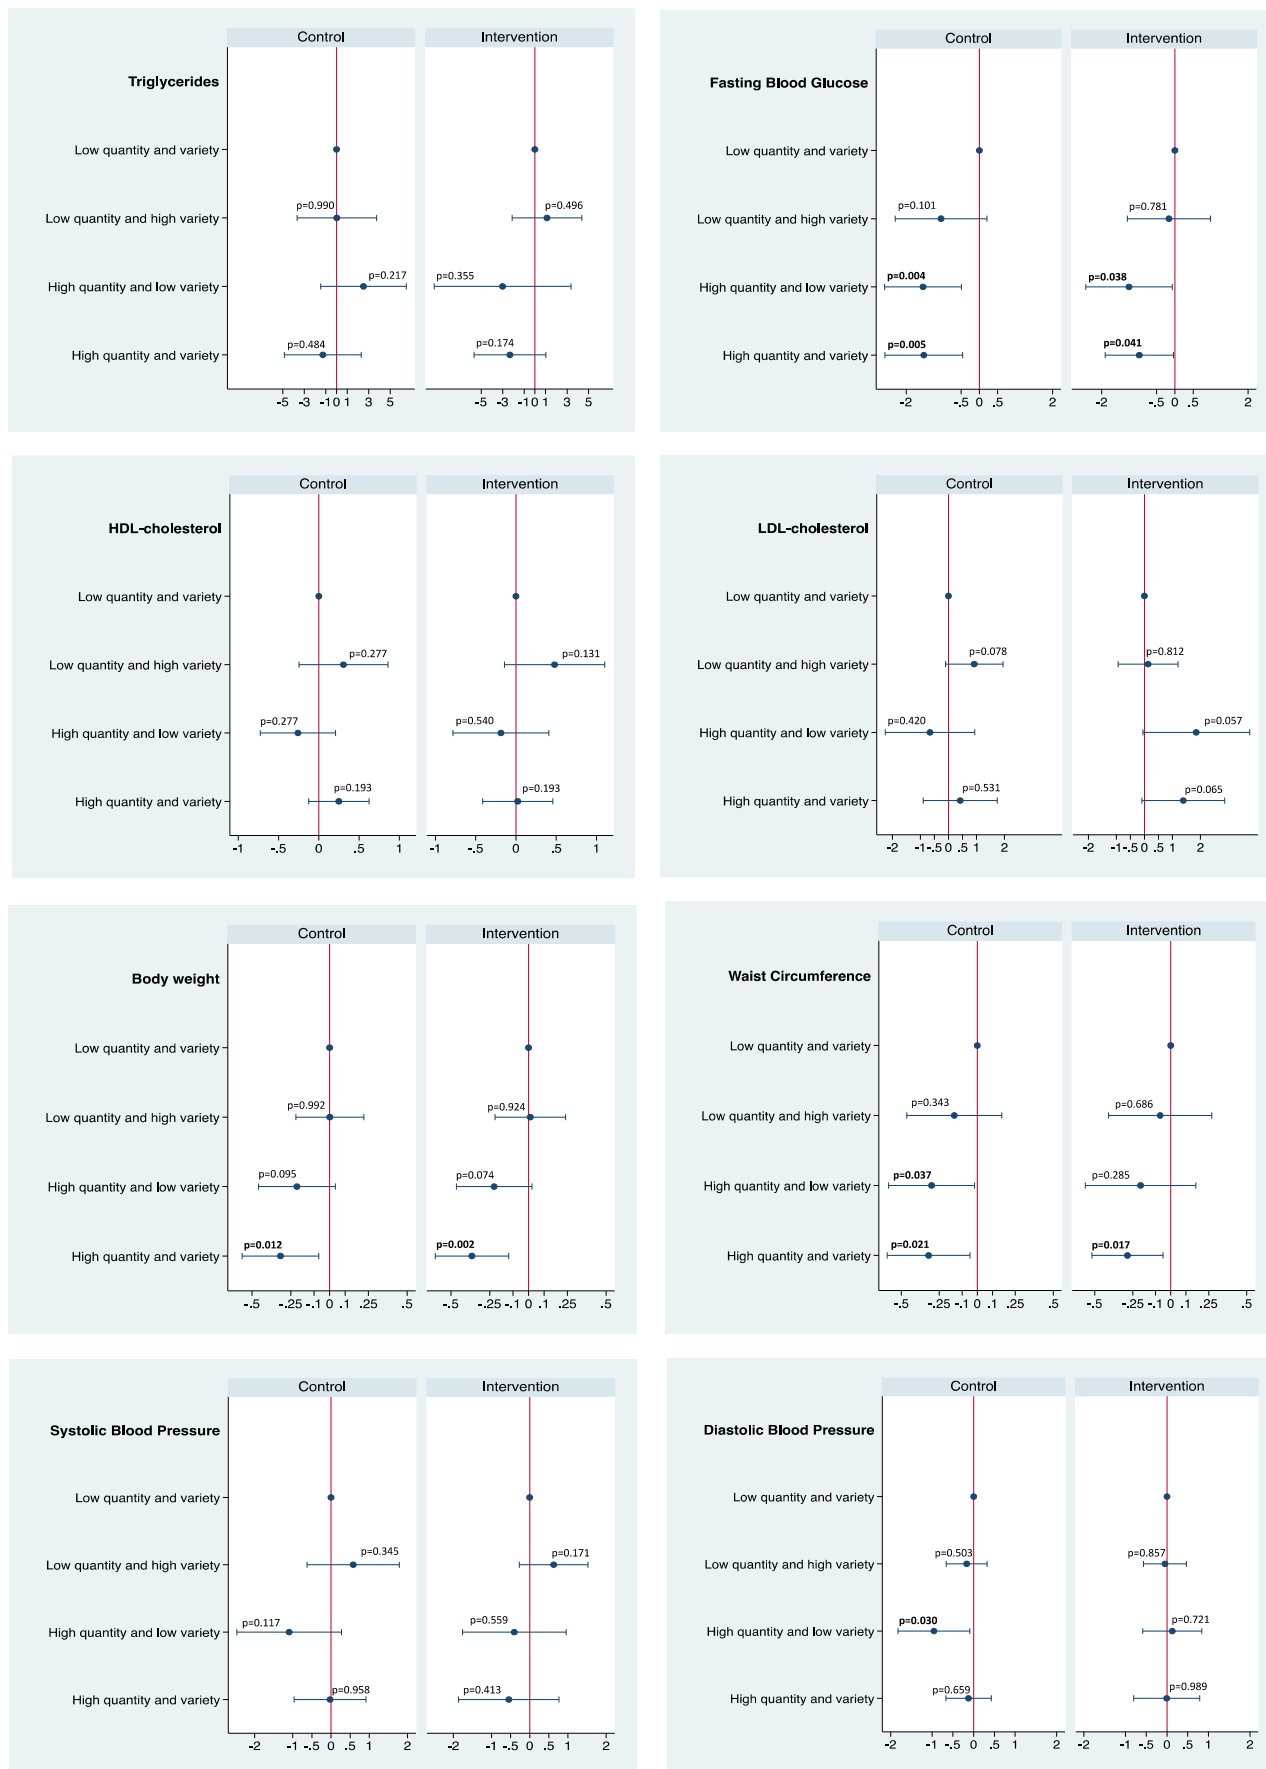 Control Intervention
Triglycerides
Low quantity and variety
Low quantity and high variety
p=0.990
p=0.496
High quantity and low variety
p=0.217
p=0.355
High quantity and variety
p=0.484
p=0.174
-5 -3 -1 0 1 3 5
-5 -3 -1 0 1 3 5
Control Intervention
Fasting Blood Glucose
Low quantity and variety
Low quantity and high variety
p=0.101
p=0.781
High quantity and low variety
p=0.004
p=0.038
High quantity and variety
p=0.005
p=0.041
-2 -.5 0 .5 2
-2 -.5 0 .5 2
Control Intervention
HDL-cholesterol
Low quantity and variety
Low quantity and high variety
p=0.277
p=0.131
High quantity and low variety
p=0.277
p=0.540
High quantity and variety
p=0.193
p=0.193
-1 -.5 0 .5 1
-1 -.5 0 .5 1
Control Intervention
LDL-cholesterol
Low quantity and variety
Low quantity and high variety
p=0.078
p=0.812
High quantity and low variety
p=0.420
p=0.057
High quantity and variety
p=0.531
p=0.065
-2 -1 -.5 0 .5 1 2
-2 -1 -.5 0 .5 1 2
Control Intervention
Body weight
Low quantity and variety
Low quantity and high variety
p=0.992
p=0.924
High quantity and low variety
p=0.095
p=0.074
High quantity and variety
p=0.012
p=0.002
-.5 -.25 -.1 0 .1 .25 .5
-.5 -.25 -.1 0 .1 .25 .5
Control Intervention
Waist Circumference
Low quantity and variety
Low quantity and high variety
p=0.343
p=0.686
High quantity and low variety
p=0.037
p=0.285
High quantity and variety
p=0.021
p=0.017
-.5 -.25 -.1 0 .1 .25 .5
-.5 -.25 -.1 0 .1 .25 .5
Control Intervention
Systolic Blood Pressure
Low quantity and variety
Low quantity and high variety
p=0.345
p=0.171
High quantity and low variety
p=0.117
p=0.559
High quantity and variety
p=0.958
p=0.413
-2 -1 -.5 0 .5 1 2
-2 -1 -.5 0 .5 1 2
Control Intervention
Diastolic Blood Pressure
Low quantity and variety
Low quantity and high variety
p=0.503
p=0.857
High quantity and low variety
p=0.030
p=0.721
High quantity and variety
p=0.659
p=0.989
-2 -1 -.5 0 .5 1 2
-2 -1 -.5 0 .5 1 2